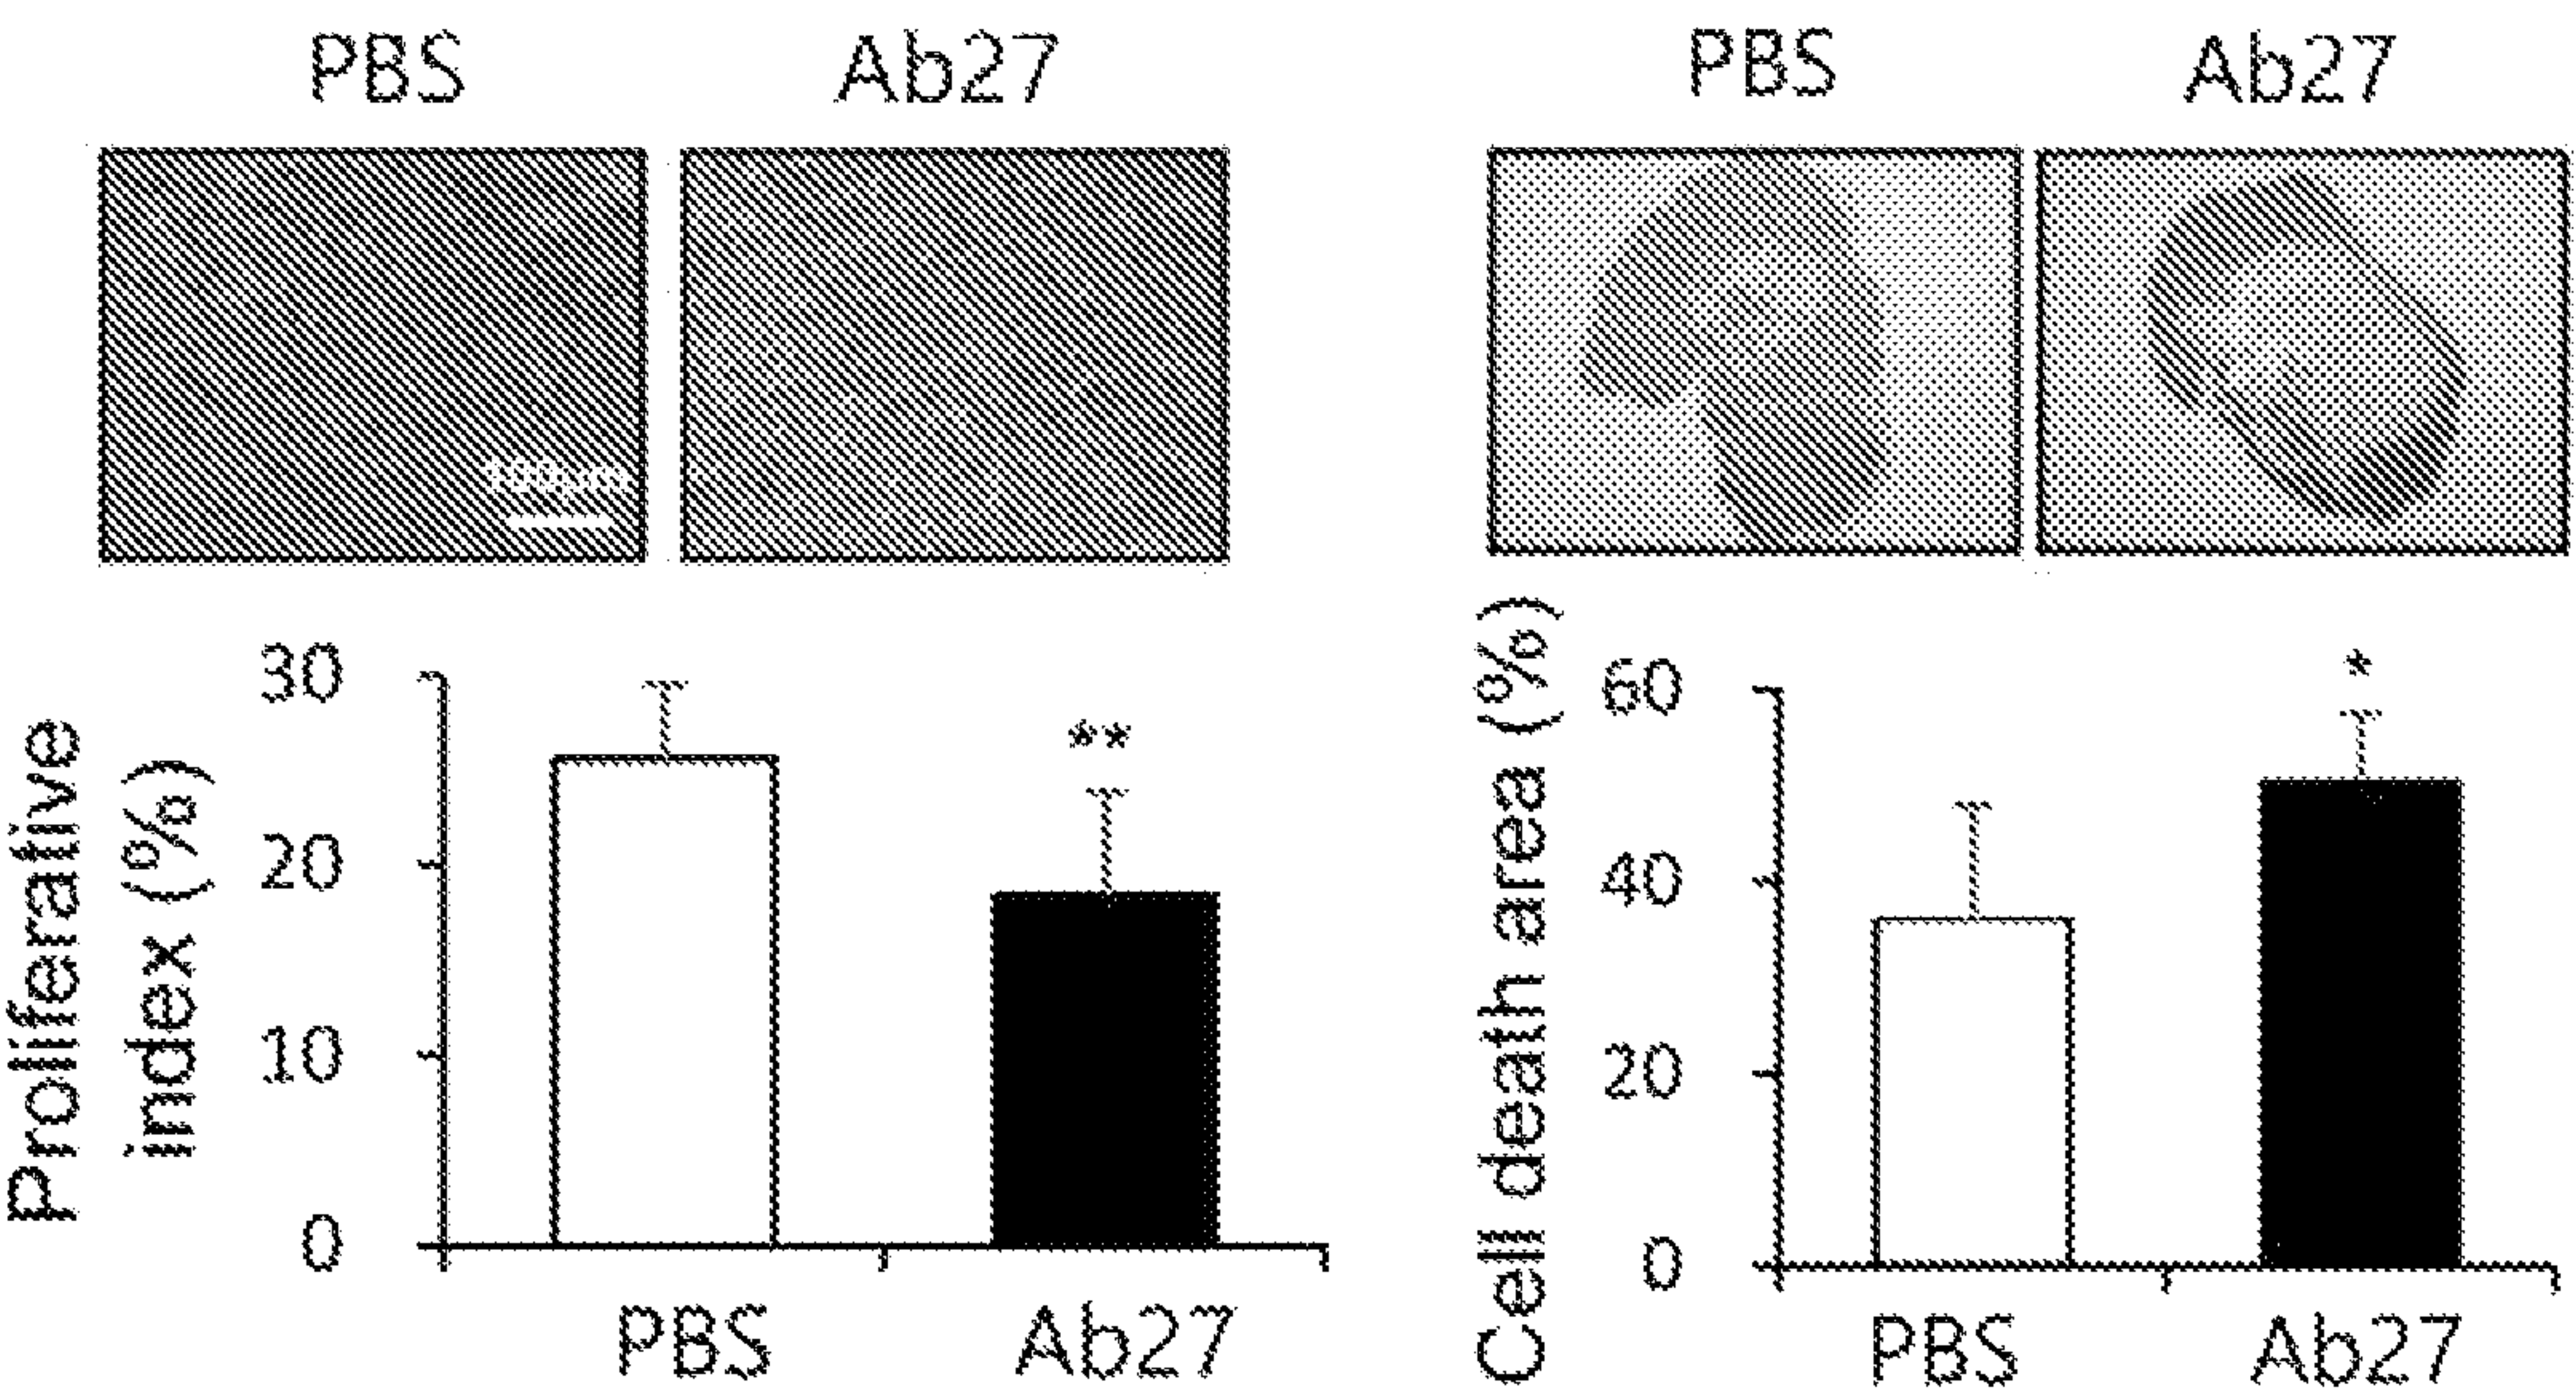 PBS Ab27
100μm
Proliferative
index (%)
30
**
20
10
0
PBS Ab27
PBS Ab27
Cell death area (%)
60
*
40
20
0
PBS Ab27